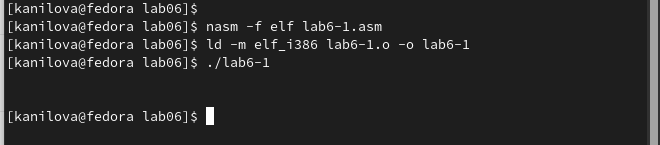 [kanilova@fedora lab06]$
[kanilova@fedora lab06]$ nasm -f elf lab6-1.asm
[kanilova@fedora lab06]$ ld -m elf_i386 lab6-1.o -o lab6-1
[kanilova@fedora lab06]$ ./lab6-1
[kanilova@fedora lab06]$